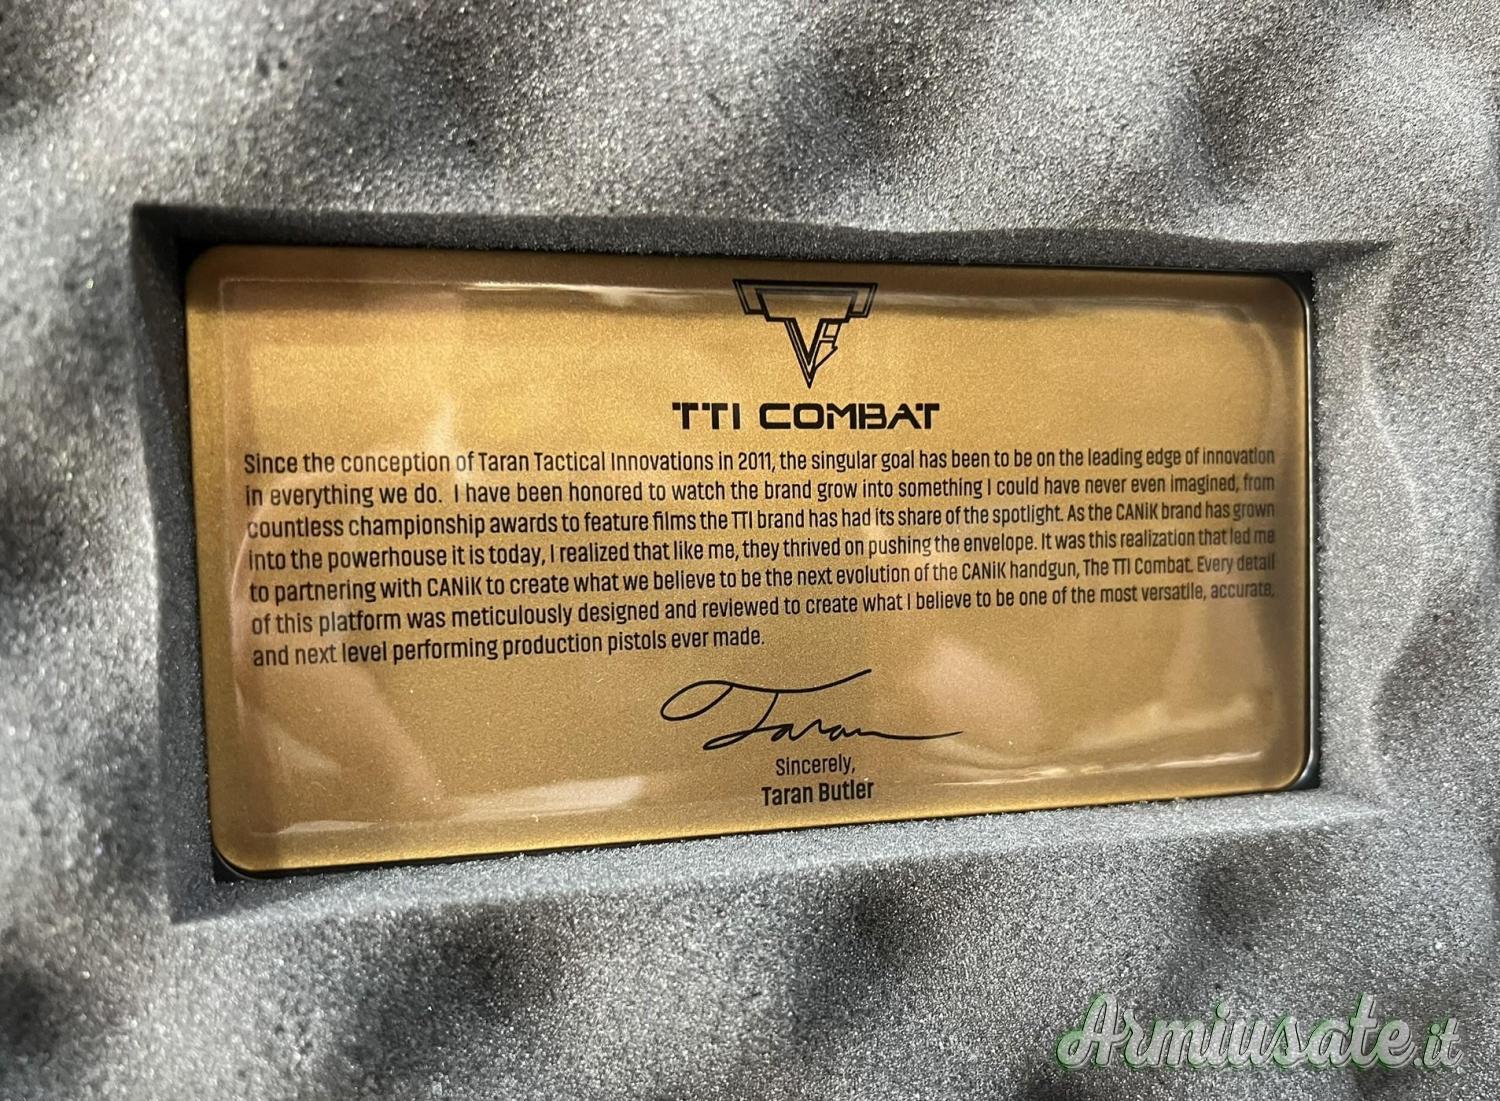 TTI COMBAT
Since the conception of Taran Tactical Innovations in 2011, the singular goal has been to be on the leading edge of innovation
in everything we do. I have been honored to watch the brand grow into something I could have never even imagined, from
countless championship awards to feature films the TTI brand has had its share of the spotlight. As the CANiK brand has grown
into the powerhouse it is today, I realized that like me, they thrived on pushing the envelope. It was this realization that led me
to partnering with CANiK to create what we believe to be the next evolution of the CANiK handgun, The TTI Combat. Every detail
of this platform was meticulously designed and reviewed to create what I believe to be one of the most versatile, accurate,
and next level performing production pistols ever made.
Taran
Sincerely,
Taran Butler
Armiusate.it